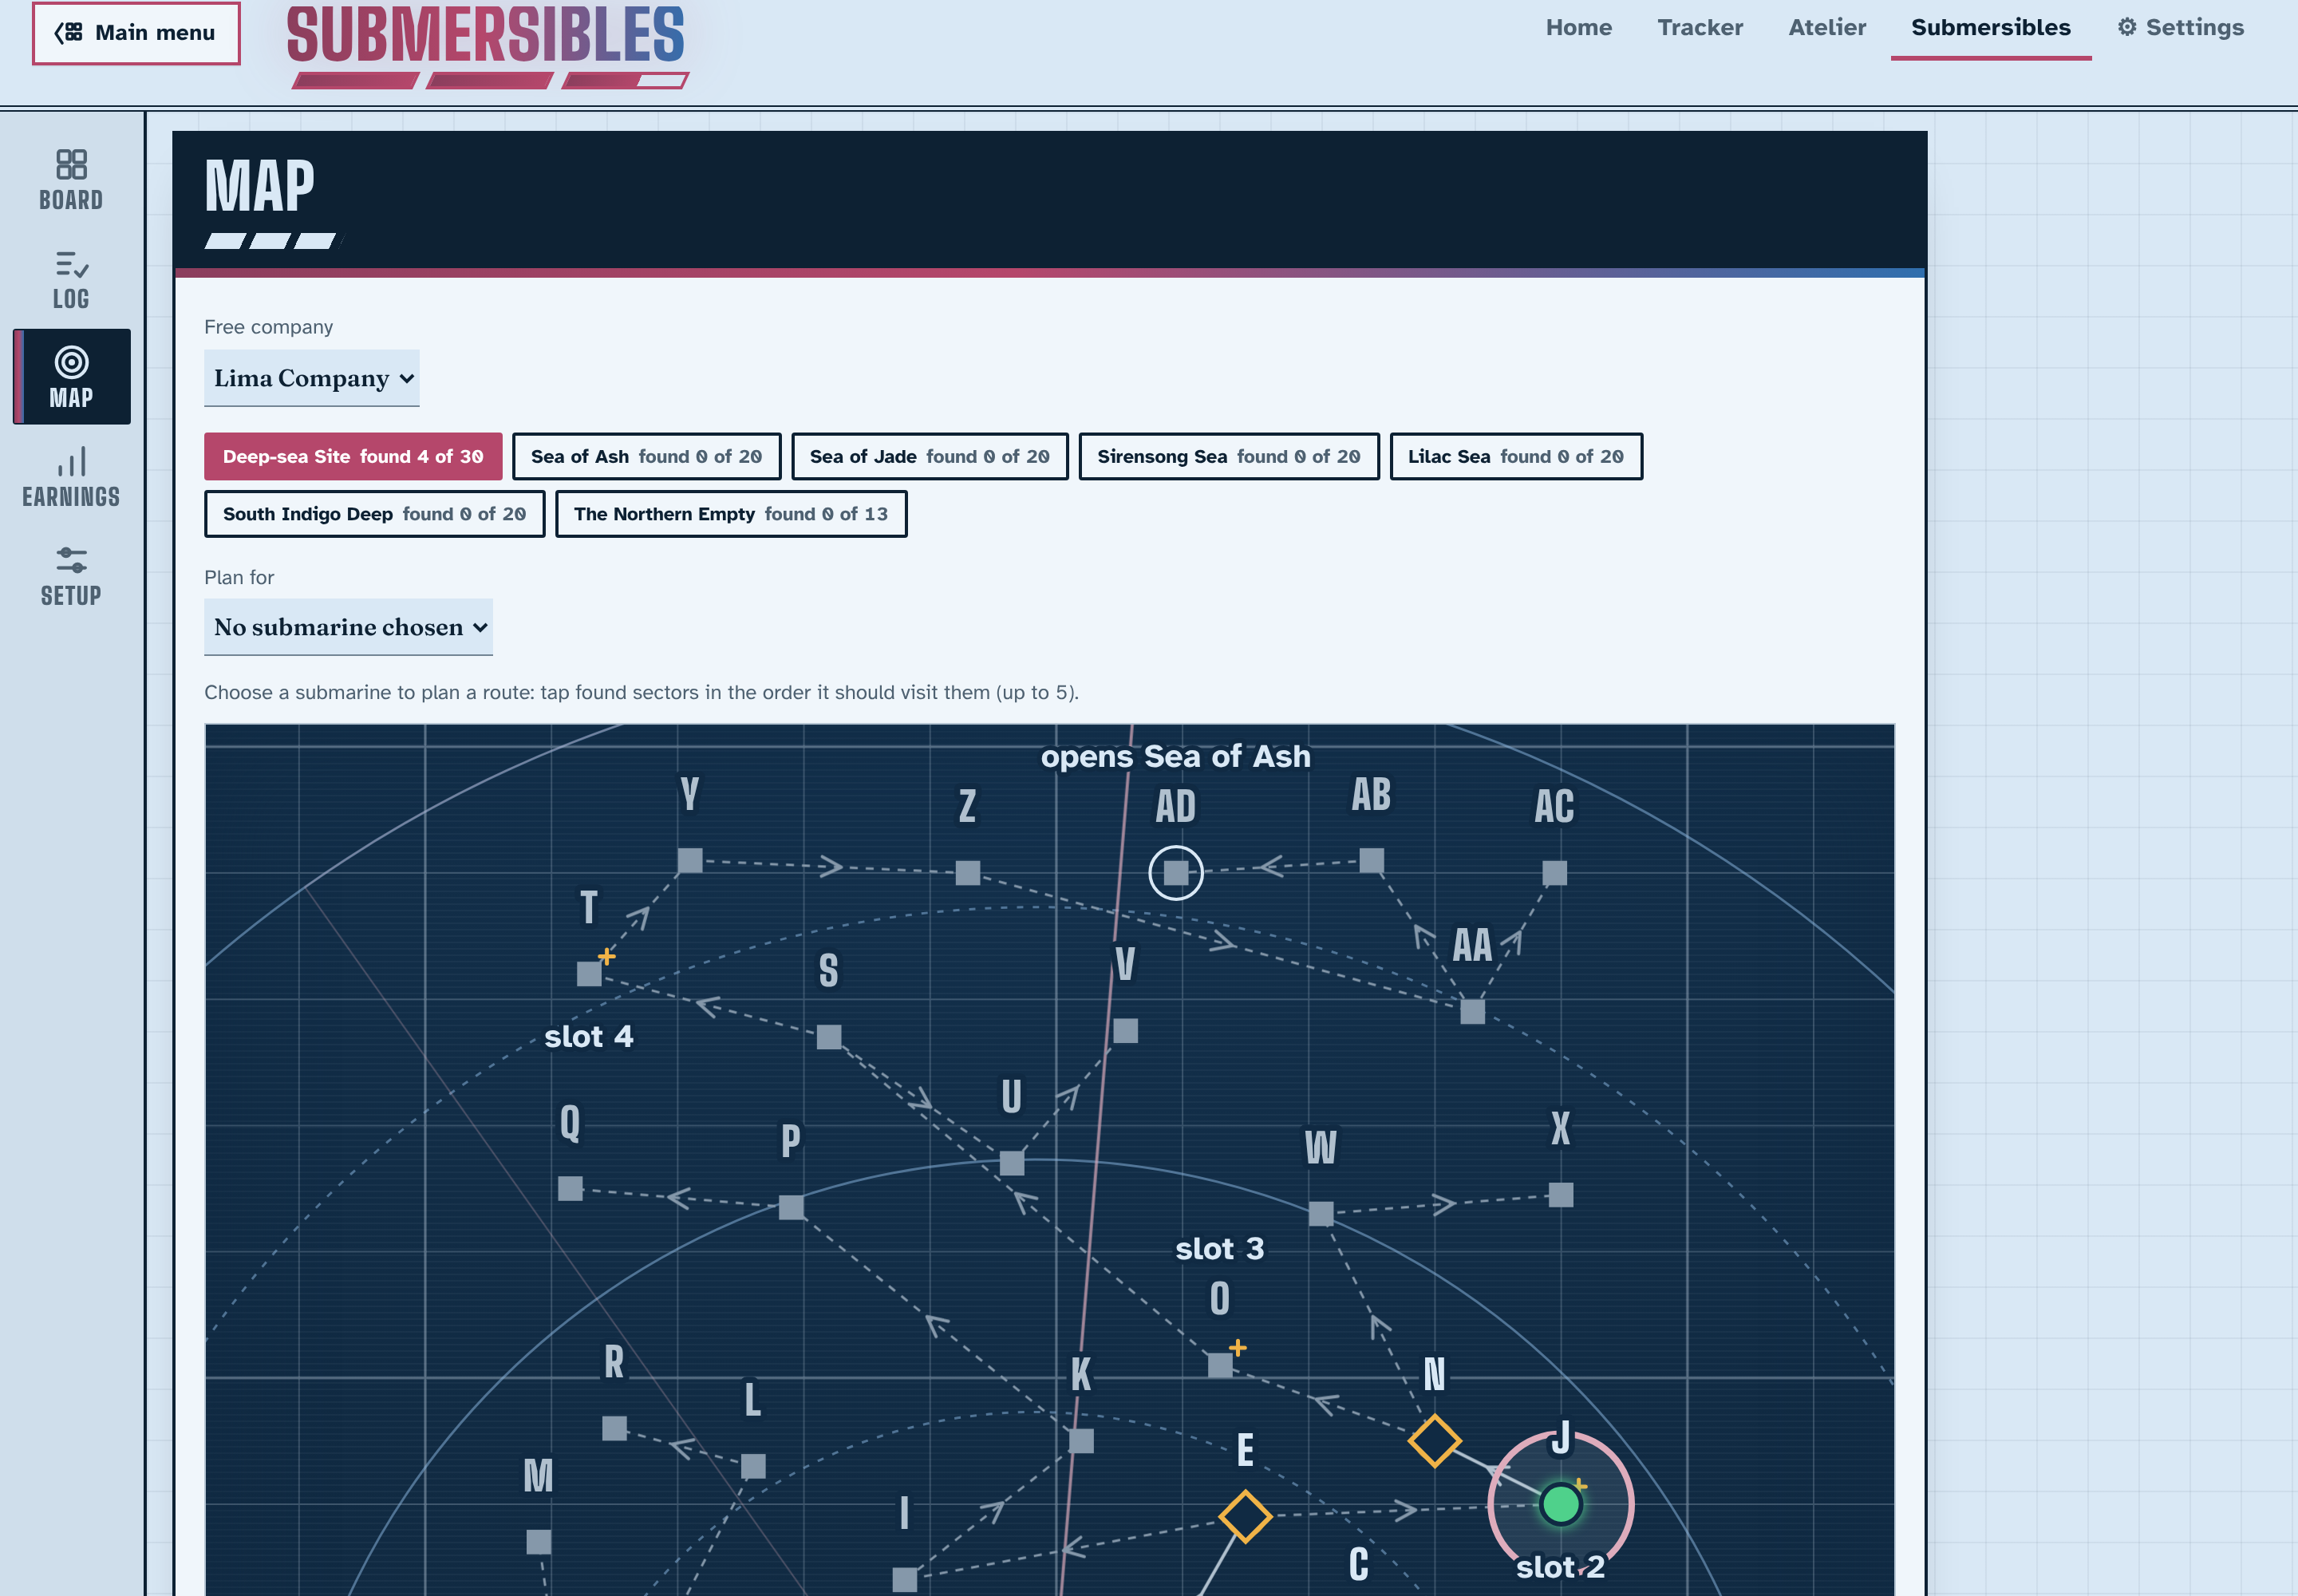 Main menu
SUBMERSIBLES
Home
Tracker
Atelier
Submersibles
Settings
BOARD
LOG
MAP
EARNINGS
SETUP
MAP
Free company
Lima Company
Deep-sea Site found 4 of 30
Sea of Ash found 0 of 20
Sea of Jade found 0 of 20
Sirensong Sea found 0 of 20
Lilac Sea found 0 of 20
South Indigo Deep found 0 of 20
The Northern Empty found 0 of 13
Plan for
No submarine chosen
Choose a submarine to plan a route: tap found sectors in the order it should visit them (up to 5).
opens Sea of Ash
Y
Z
AD
AB
AC
T
S
V
AA
slot 4
U
Q
P
W
X
slot 3
O
R
L
K
N
M
E
J
I
C
slot 2